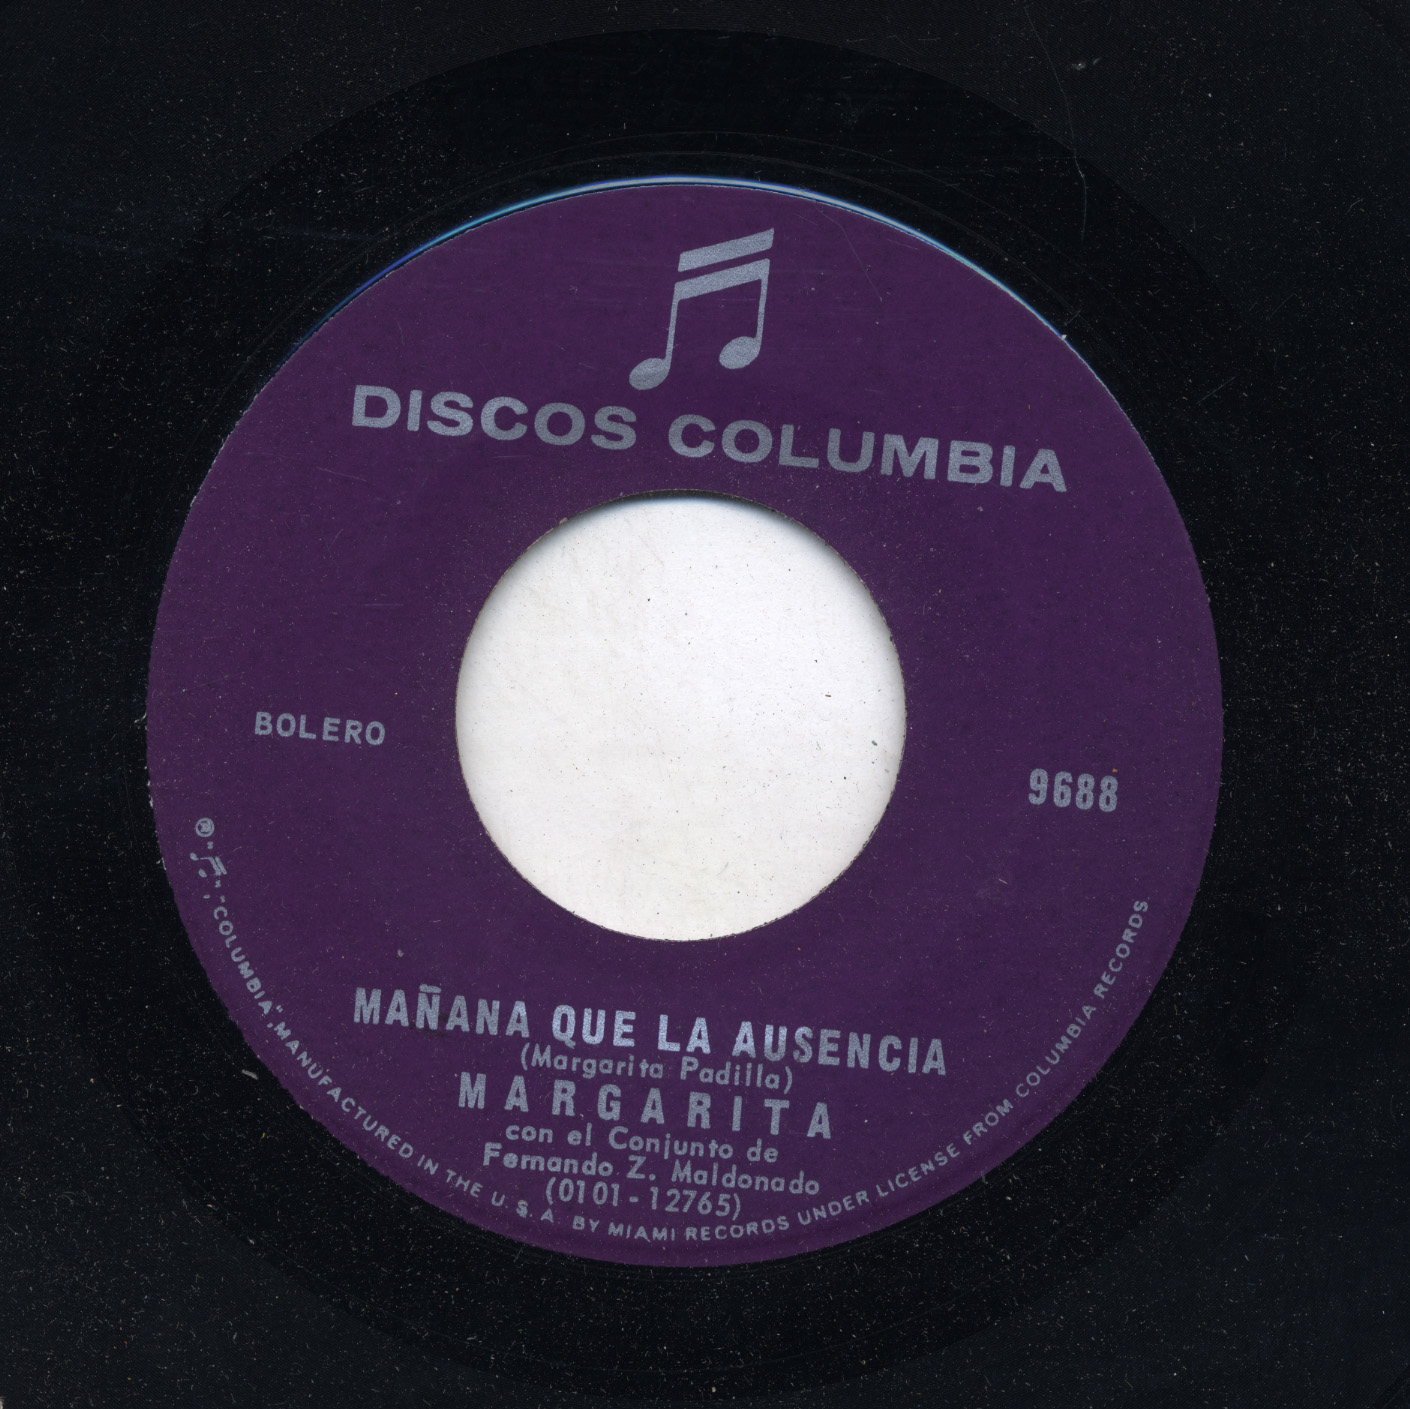 DISCOS COLUMBIA
BOLERO
9688
MAÑANA QUE LA AUSENCIA
(Margarita Padilla)
MARGARITA
con el Conjunto de
Fernando Z. Maldonado
(0101-12765)
®"♫","COLUMBIA".MANUFACTURED IN THE U.S.A. BY MIAMI RECORDS UNDER LICENSE FROM COLUMBIA RECORDS.